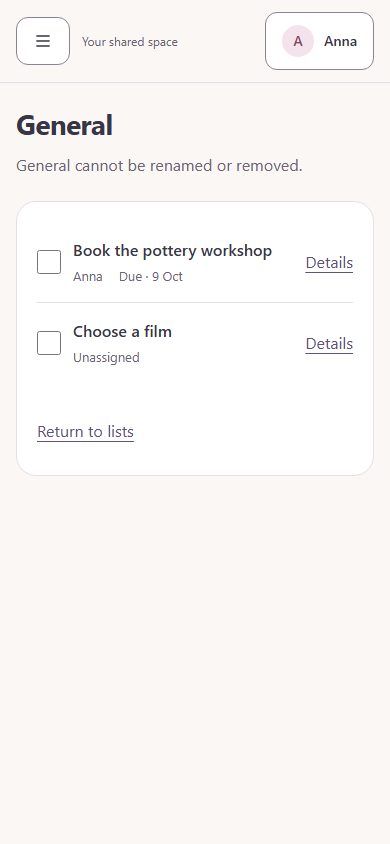 Your shared space
A
Anna
General
General cannot be renamed or removed.
Book the pottery workshop
Anna Due · 9 Oct
Details
Choose a film
Unassigned
Details
Return to lists